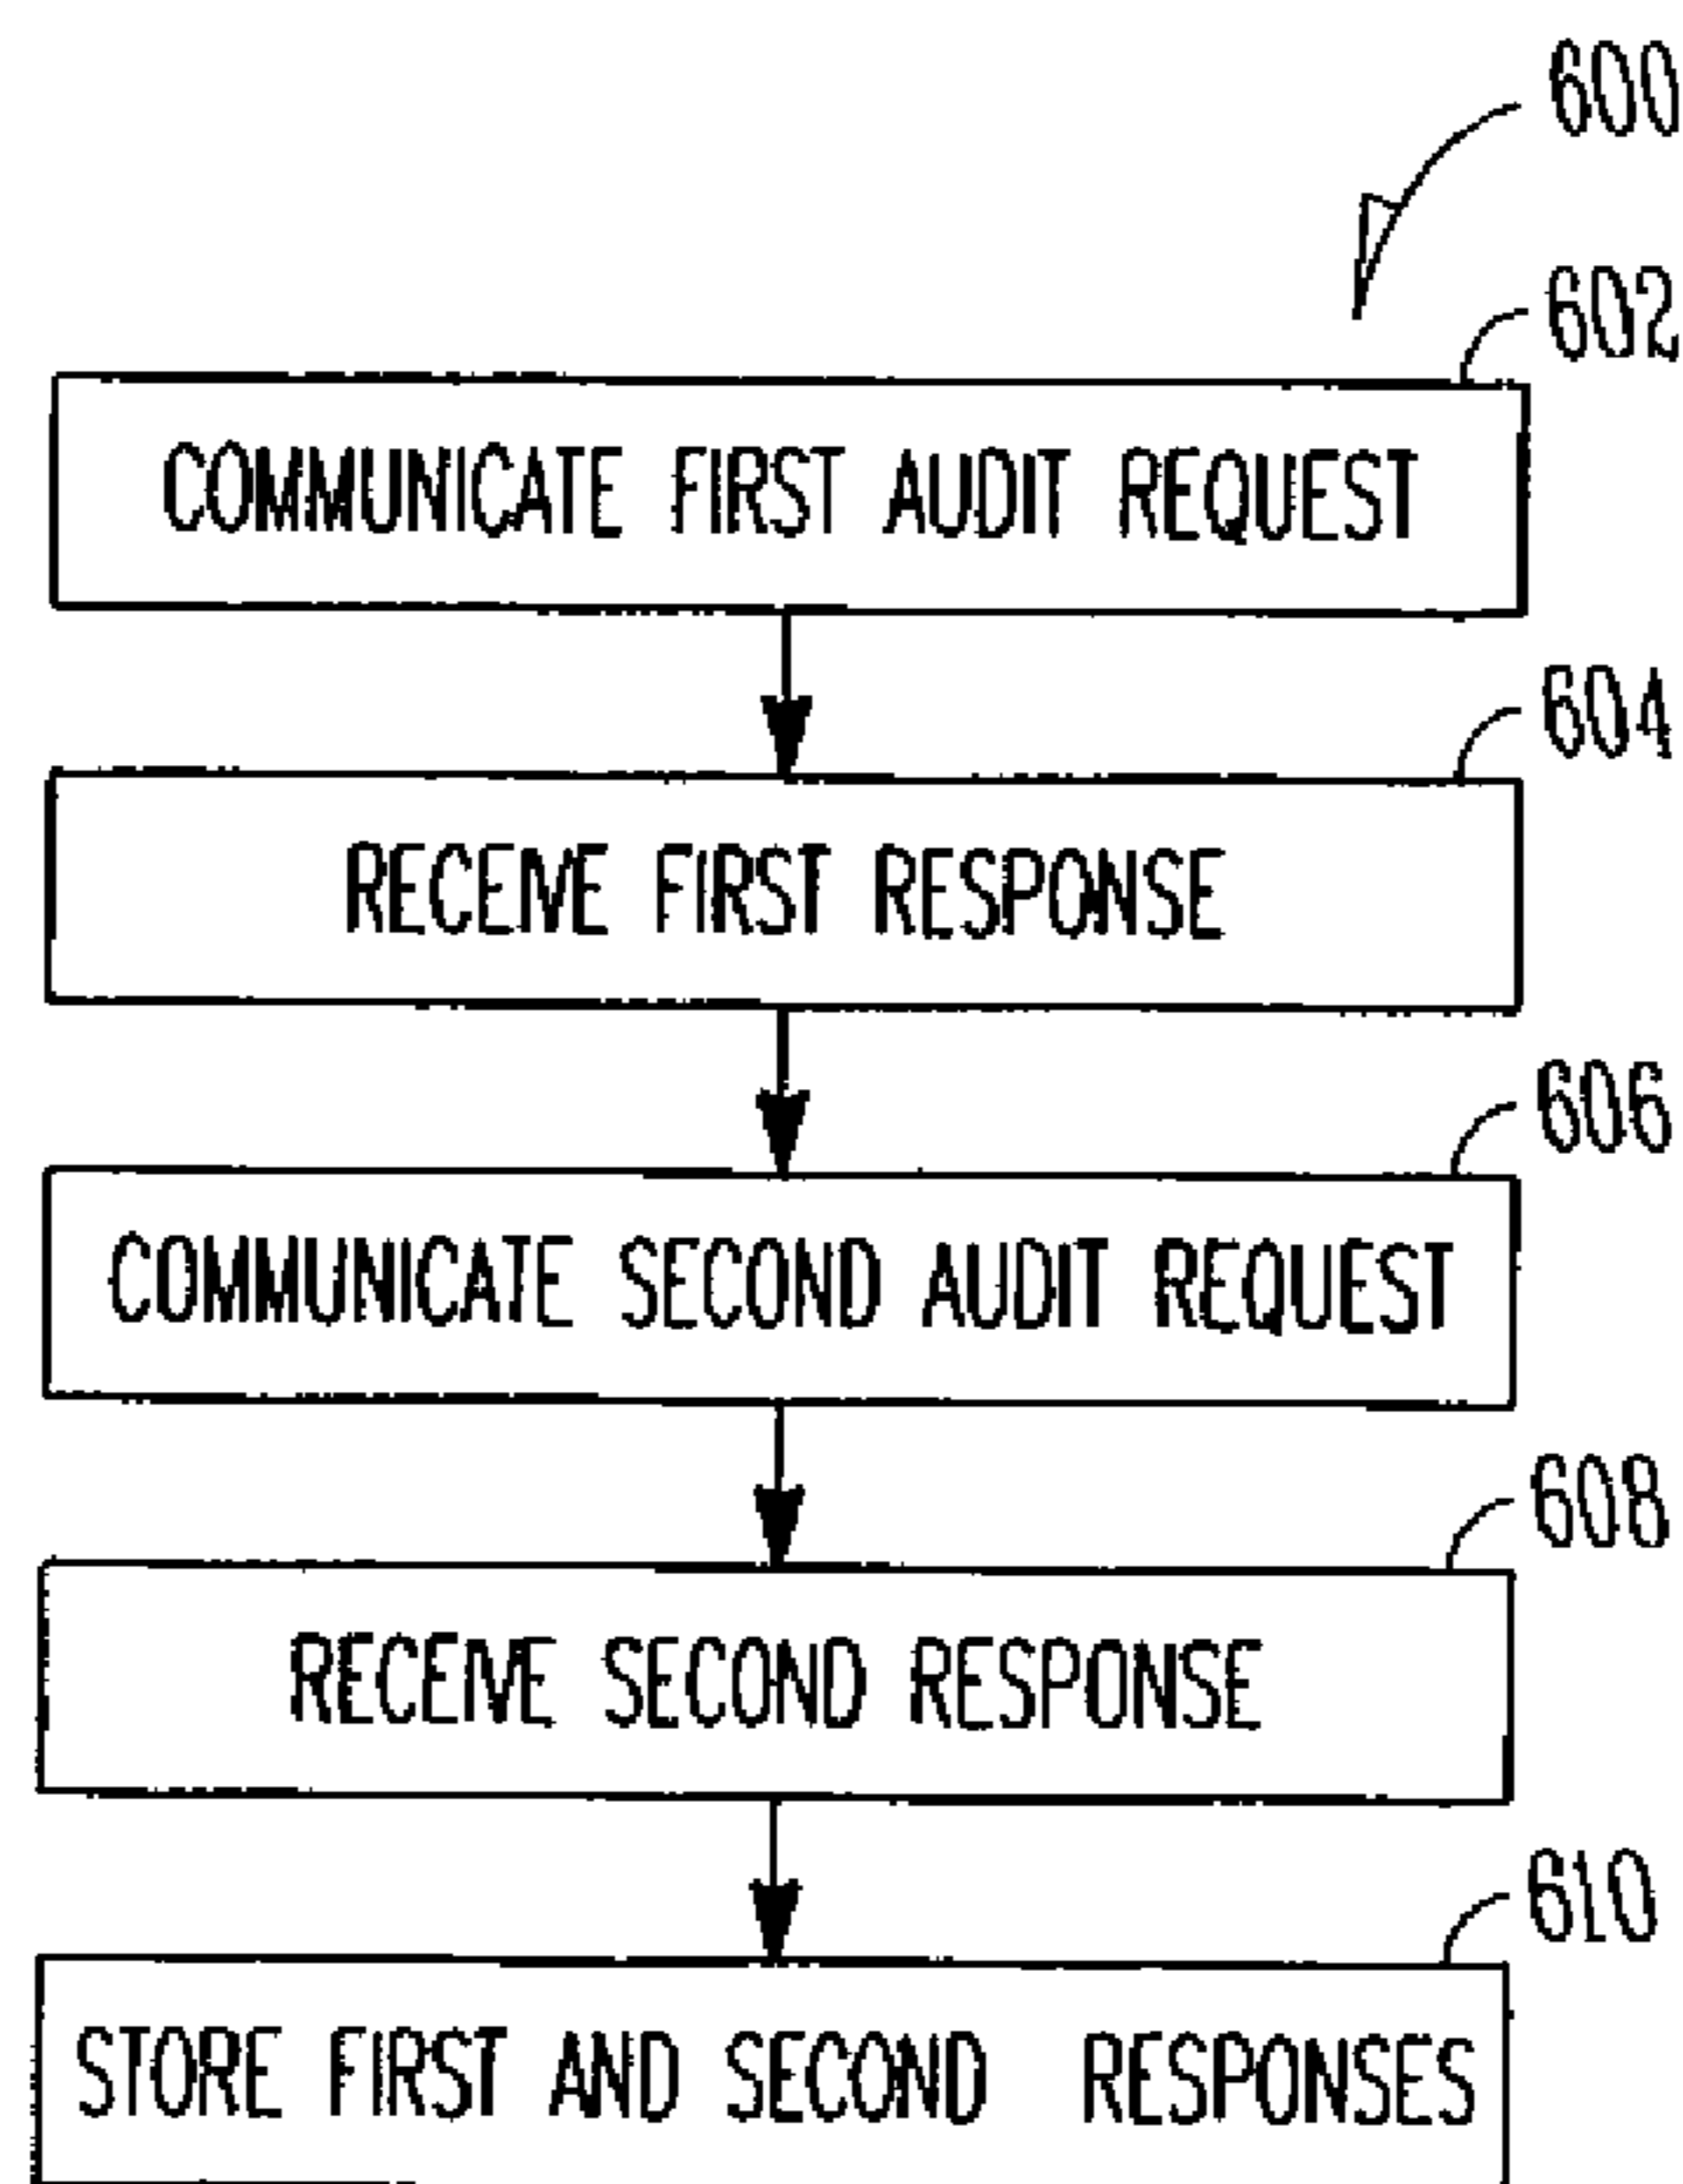 600
602
COMMUNICATE FIRST AUDIT REQUEST
604
RECEIVE FIRST RESPONSE
606
COMMUNICATE SECOND AUDIT REQUEST
608
RECEIVE SECOND RESPONSE
610
STORE FIRST AND SECOND RESPONSES